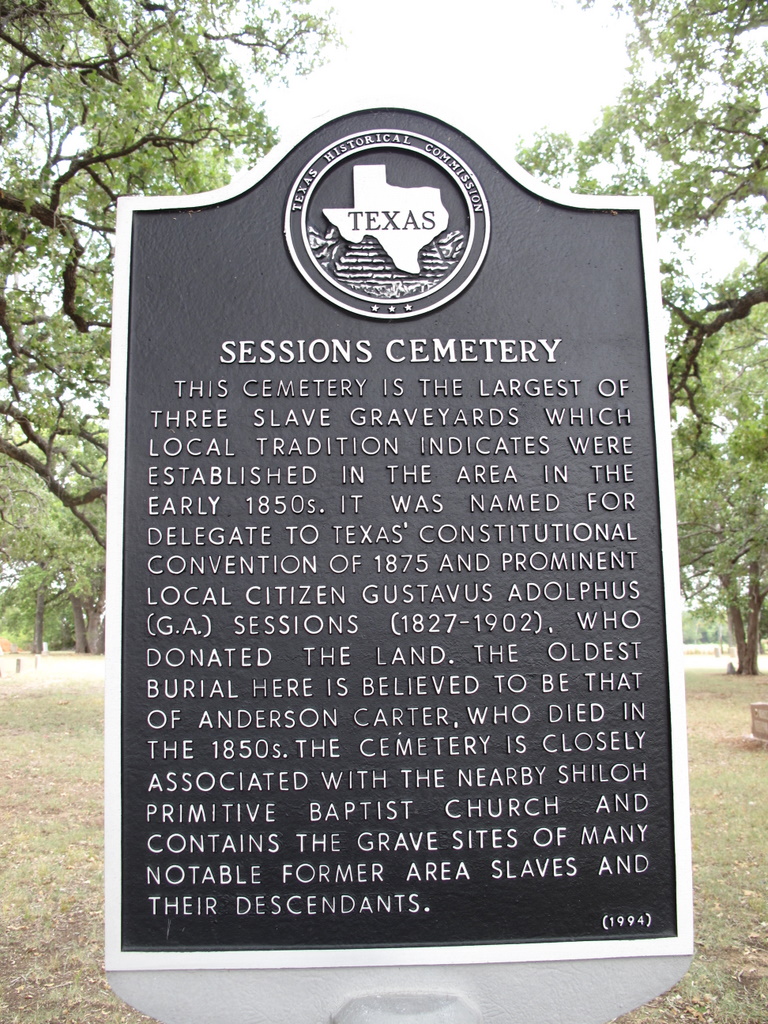 TEXAS HISTORICAL COMMISSION
TEXAS
SESSIONS CEMETERY
THIS CEMETERY IS THE LARGEST OF
THREE SLAVE GRAVEYARDS WHICH
LOCAL TRADITION INDICATES WERE
ESTABLISHED IN THE AREA IN THE
EARLY 1850s. IT WAS NAMED FOR
DELEGATE TO TEXAS' CONSTITUTIONAL
CONVENTION OF 1875 AND PROMINENT
LOCAL CITIZEN GUSTAVUS ADOLPHUS
(G.A.) SESSIONS (1827-1902), WHO
DONATED THE LAND. THE OLDEST
BURIAL HERE IS BELIEVED TO BE THAT
OF ANDERSON CARTER, WHO DIED IN
THE 1850s. THE CEMETERY IS CLOSELY
ASSOCIATED WITH THE NEARBY SHILOH
PRIMITIVE BAPTIST CHURCH AND
CONTAINS THE GRAVE SITES OF MANY
NOTABLE FORMER AREA SLAVES AND
THEIR DESCENDANTS.
(1994)